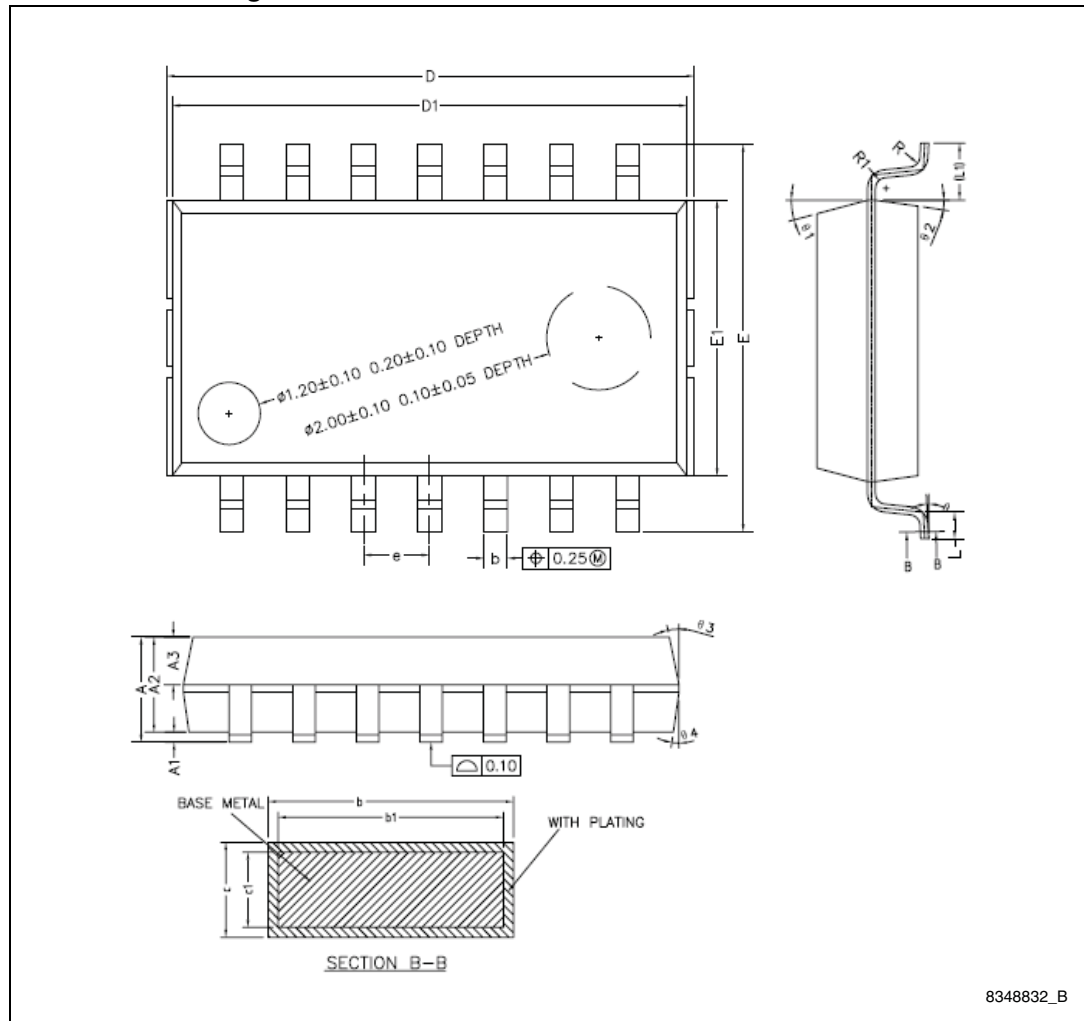 D
D1
R1
R
(L1)
θ1
θ2
ø1.20±0.10 0.20±0.10 DEPTH
ø2.00±0.10 0.10±0.05 DEPTH
E1
E
e
b
⌖ 0.25Ⓜ
θ
L
B B
A
A2
A3
A1
θ3
θ4
⌓ 0.10
BASE METAL
b
b1
WITH PLATING
c
c1
SECTION B-B
8348832_B